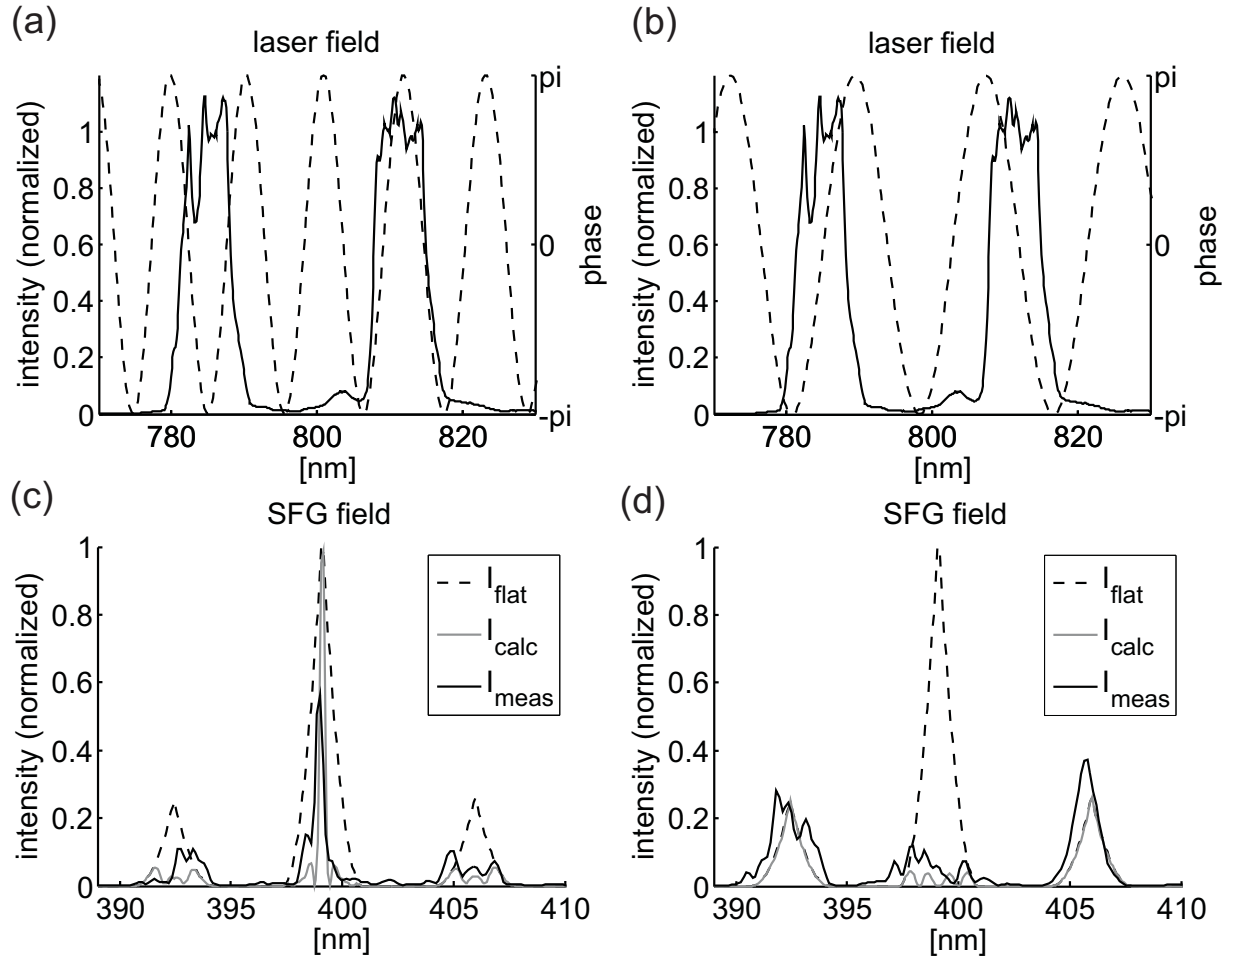 (a)
laser field
intensity (normalized)
1
0.8
0.6
0.4
0.2
0
780
800
820
[nm]
pi
0
-pi
phase
(b)
laser field
intensity (normalized)
1
0.8
0.6
0.4
0.2
0
780
800
820
[nm]
pi
0
-pi
phase
(c)
SFG field
intensity (normalized)
1
0.8
0.6
0.4
0.2
0
390
395
400
405
410
[nm]
I flat
I calc
I meas
(d)
SFG field
intensity (normalized)
1
0.8
0.6
0.4
0.2
0
390
395
400
405
410
[nm]
I flat
I calc
I meas